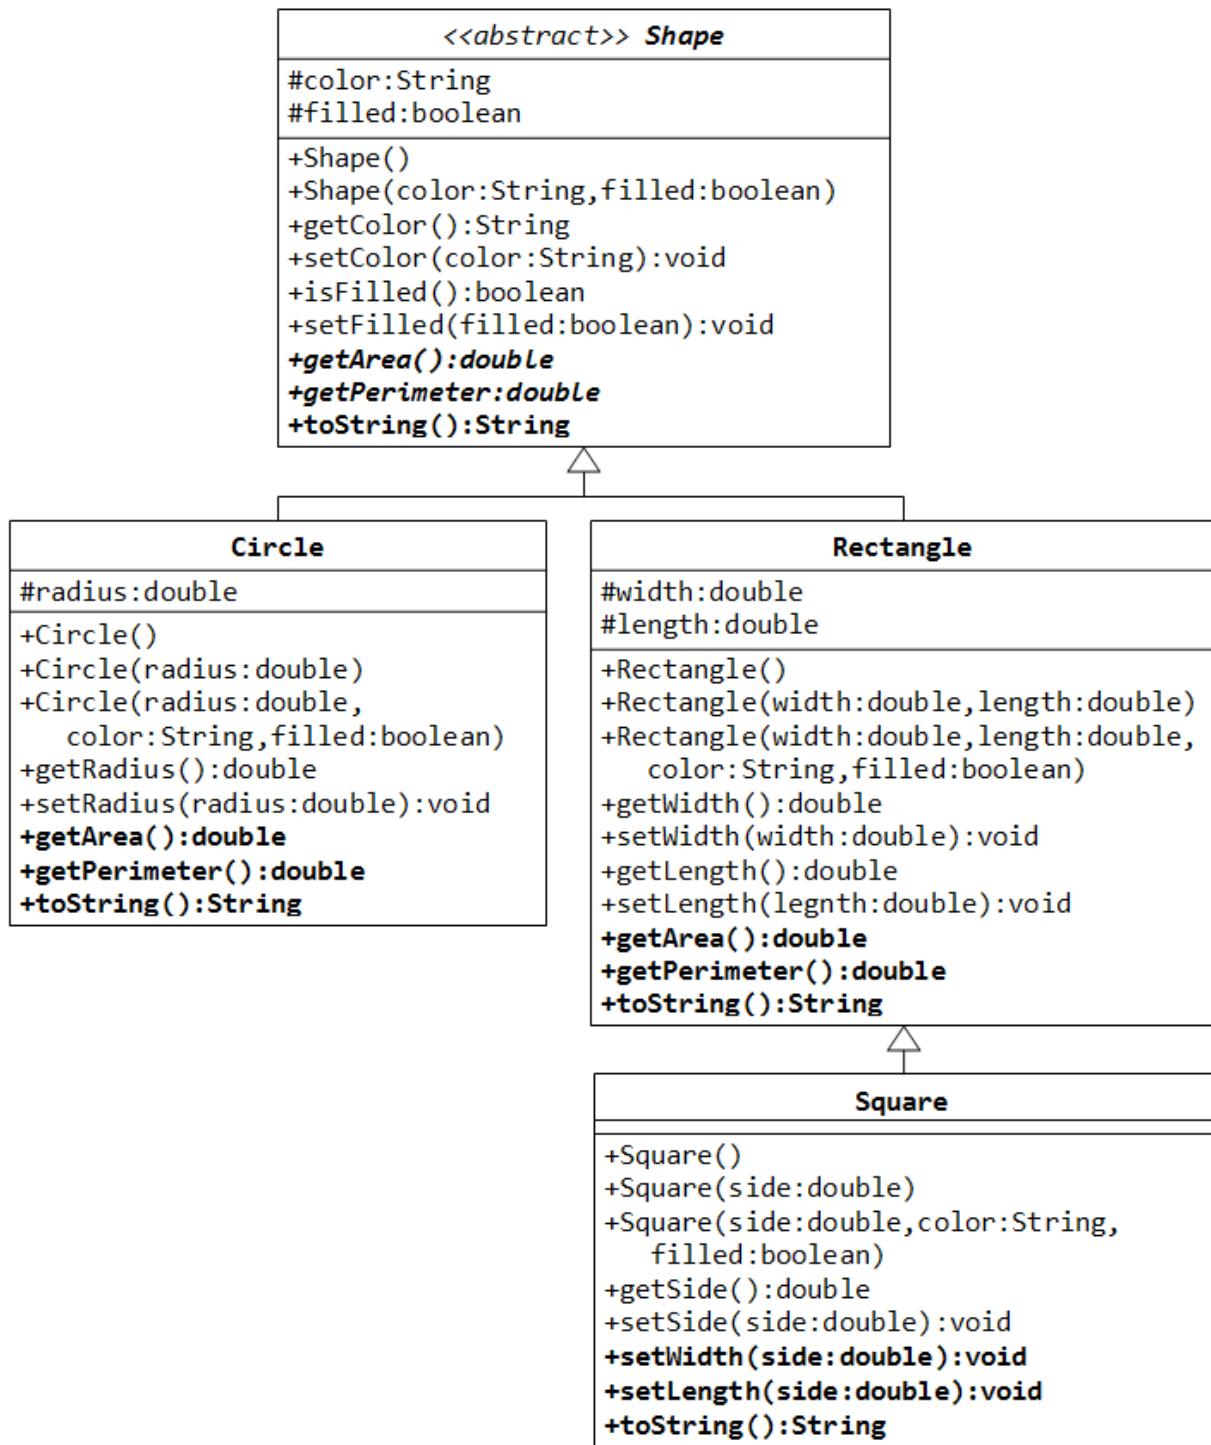 <<abstract>> Shape
#color:String
#filled:boolean
+Shape()
+Shape(color:String,filled:boolean)
+getColor():String
+setColor(color:String):void
+isFilled():boolean
+setFilled(filled:boolean):void
+getArea():double
+getPerimeter:double
+toString():String
Circle
#radius:double
+Circle()
+Circle(radius:double)
+Circle(radius:double,
color:String,filled:boolean)
+getRadius():double
+setRadius(radius:double):void
+getArea():double
+getPerimeter():double
+toString():String
Rectangle
#width:double
#length:double
+Rectangle()
+Rectangle(width:double,length:double)
+Rectangle(width:double,length:double,
color:String,filled:boolean)
+getWidth():double
+setWidth(width:double):void
+getLength():double
+setLength(legnth:double):void
+getArea():double
+getPerimeter():double
+toString():String
Square
+Square()
+Square(side:double)
+Square(side:double,color:String,
filled:boolean)
+getSide():double
+setSide(side:double):void
+setWidth(side:double):void
+setLength(side:double):void
+toString():String